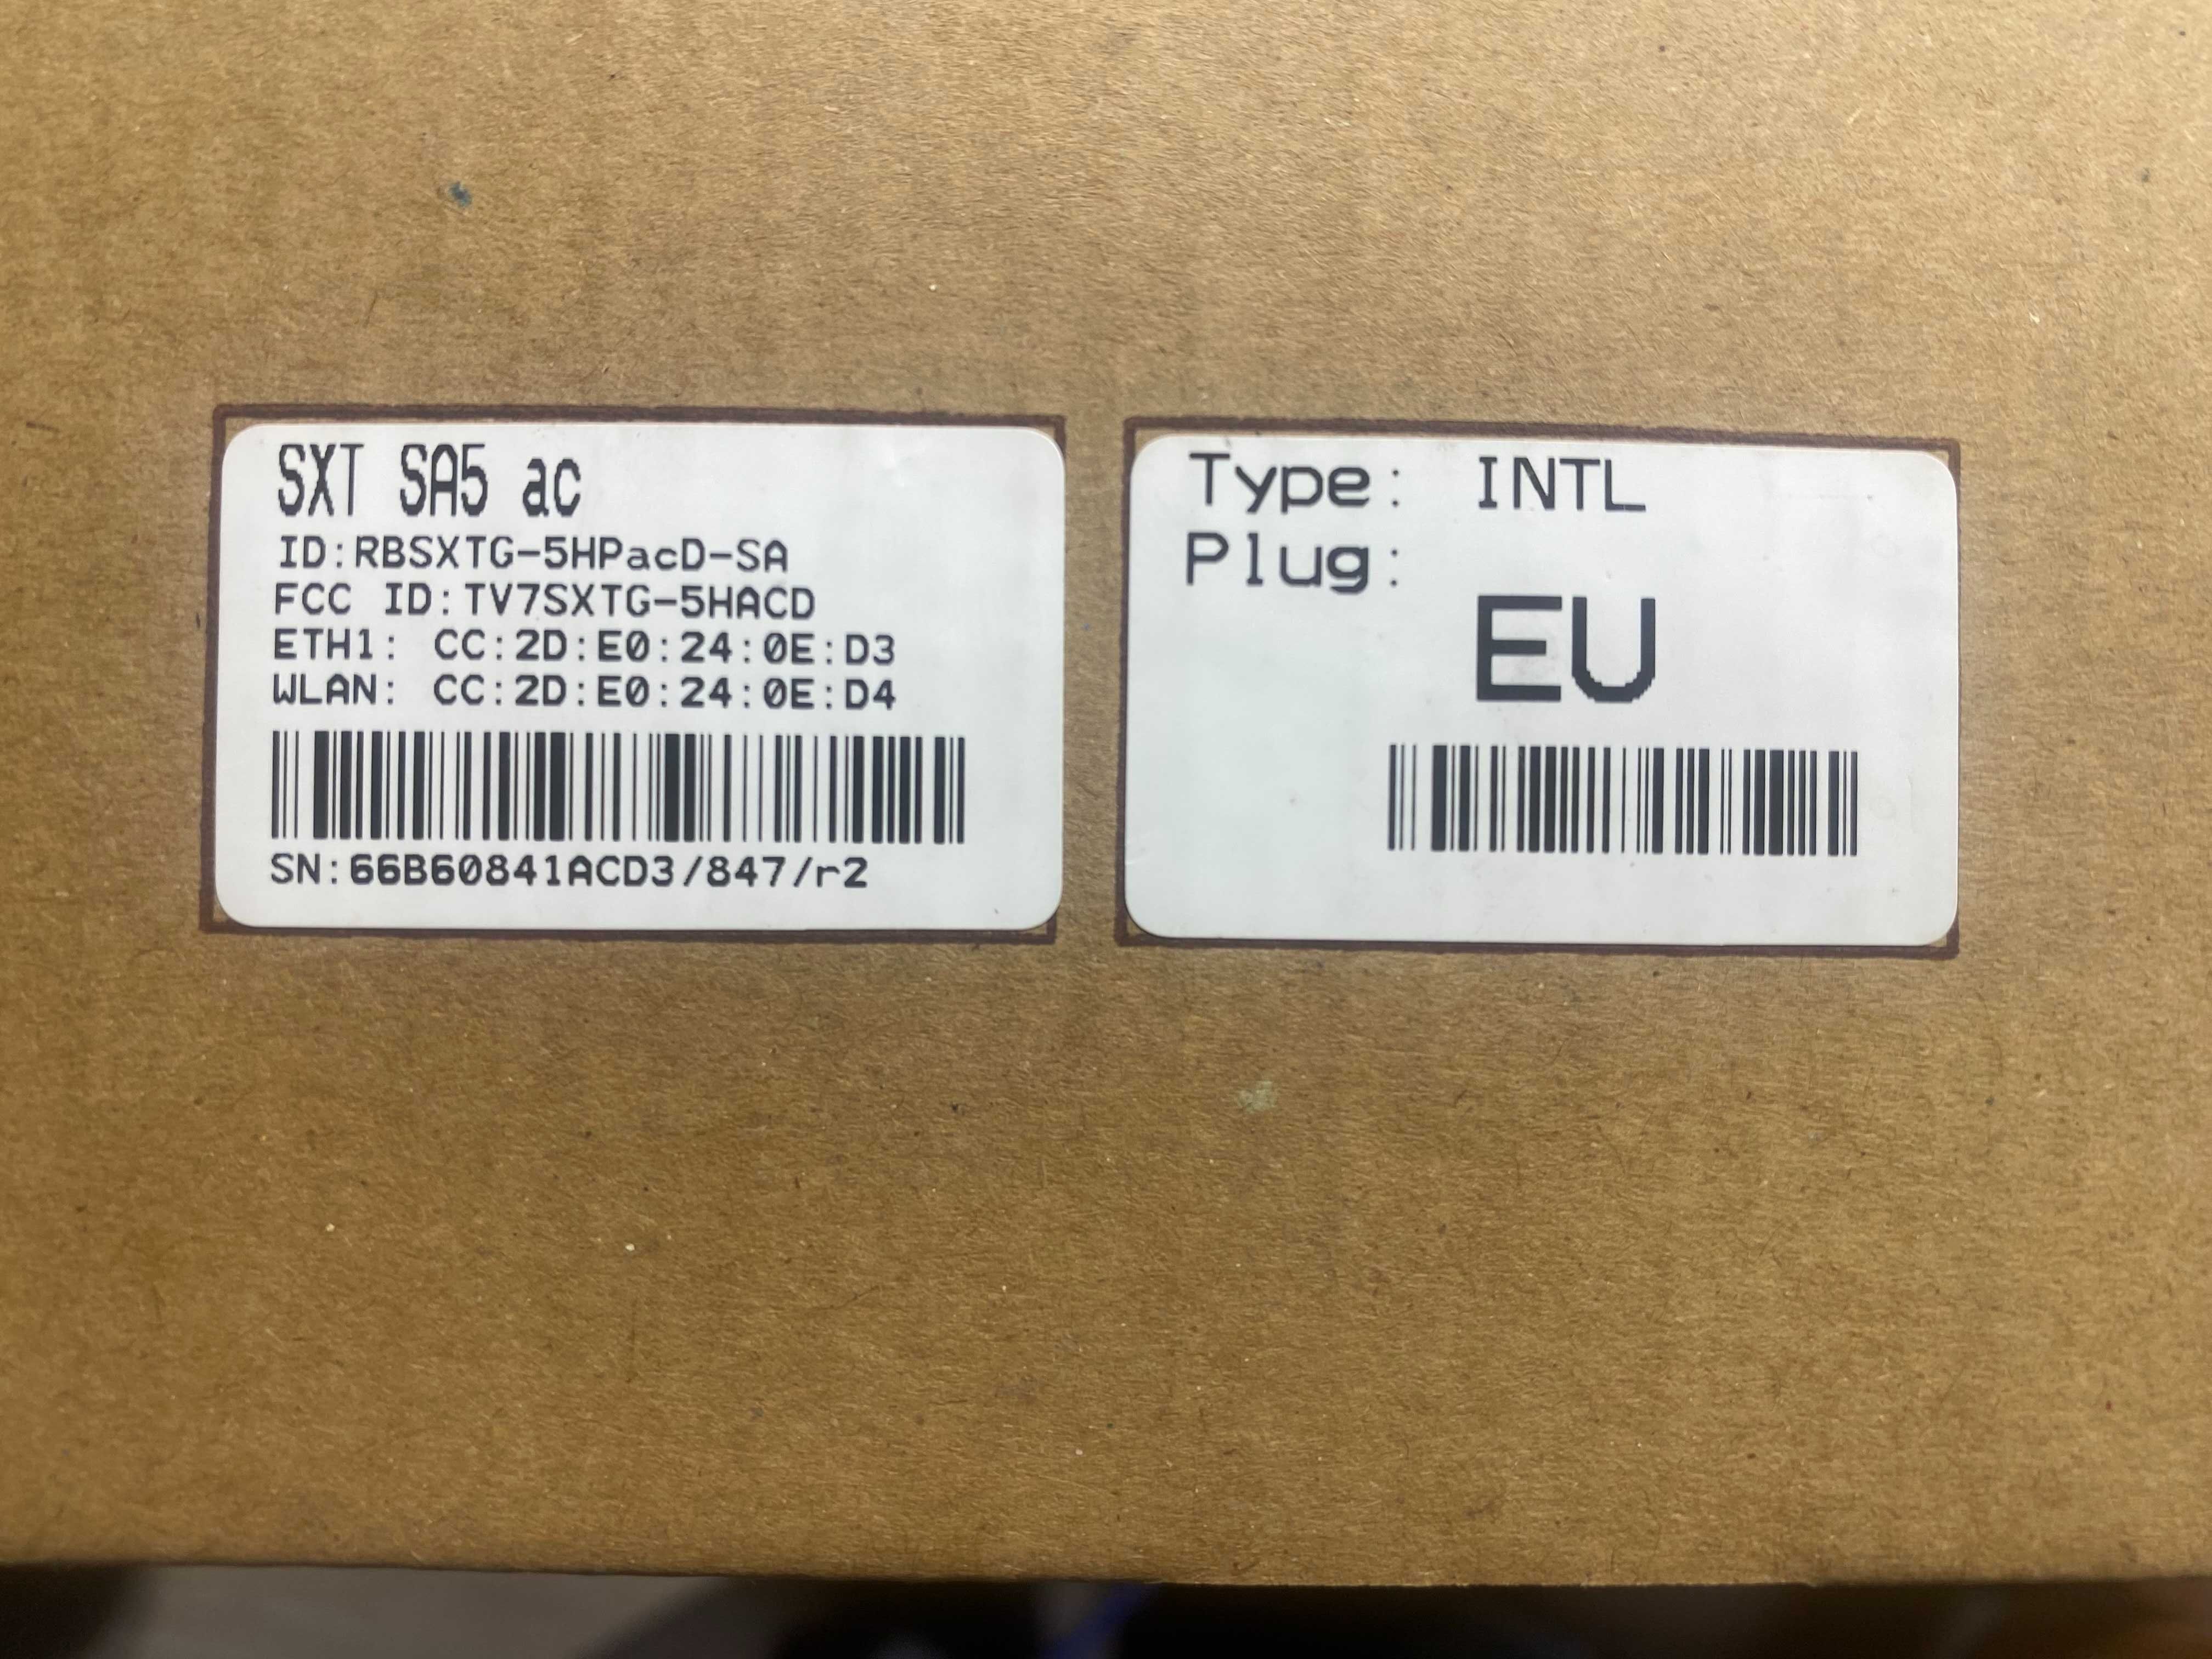 SXT SA5 ac
ID:RBSXTG-5HPacD-SA
FCC ID:TV7SXTG-5HACD
ETH1: CC:2D:E0:24:0E:D3
WLAN: CC:2D:E0:24:0E:D4
SN:66B60841ACD3/847/r2
Type: INTL
Plug:
EU